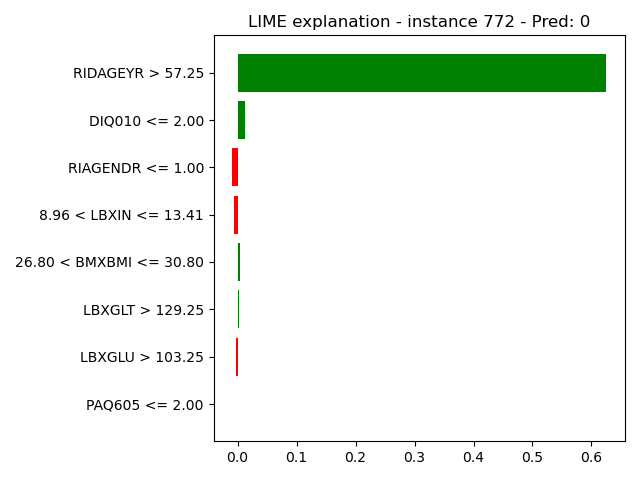 LIME explanation - instance 772 - Pred: 0
RIDAGEYR > 57.25
DIQ010 <= 2.00
RIAGENDR <= 1.00
8.96 < LBXIN <= 13.41
26.80 < BMXBMI <= 30.80
LBXGLT > 129.25
LBXGLU > 103.25
PAQ605 <= 2.00
0.0 0.1 0.2 0.3 0.4 0.5 0.6